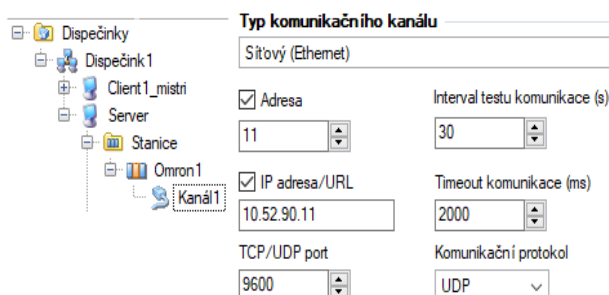 Dispečinky
Dispečink1
Client1_mistri
Server
Stanice
Omron1
Kanál1
Typ komunikačního kanálu
Síťový (Ethernet)
Adresa
Interval testu komunikace (s)
11
30
IP adresa/URL
Timeout komunikace (ms)
10.52.90.11
2000
TCP/UDP port
Komunikační protokol
9600
UDP